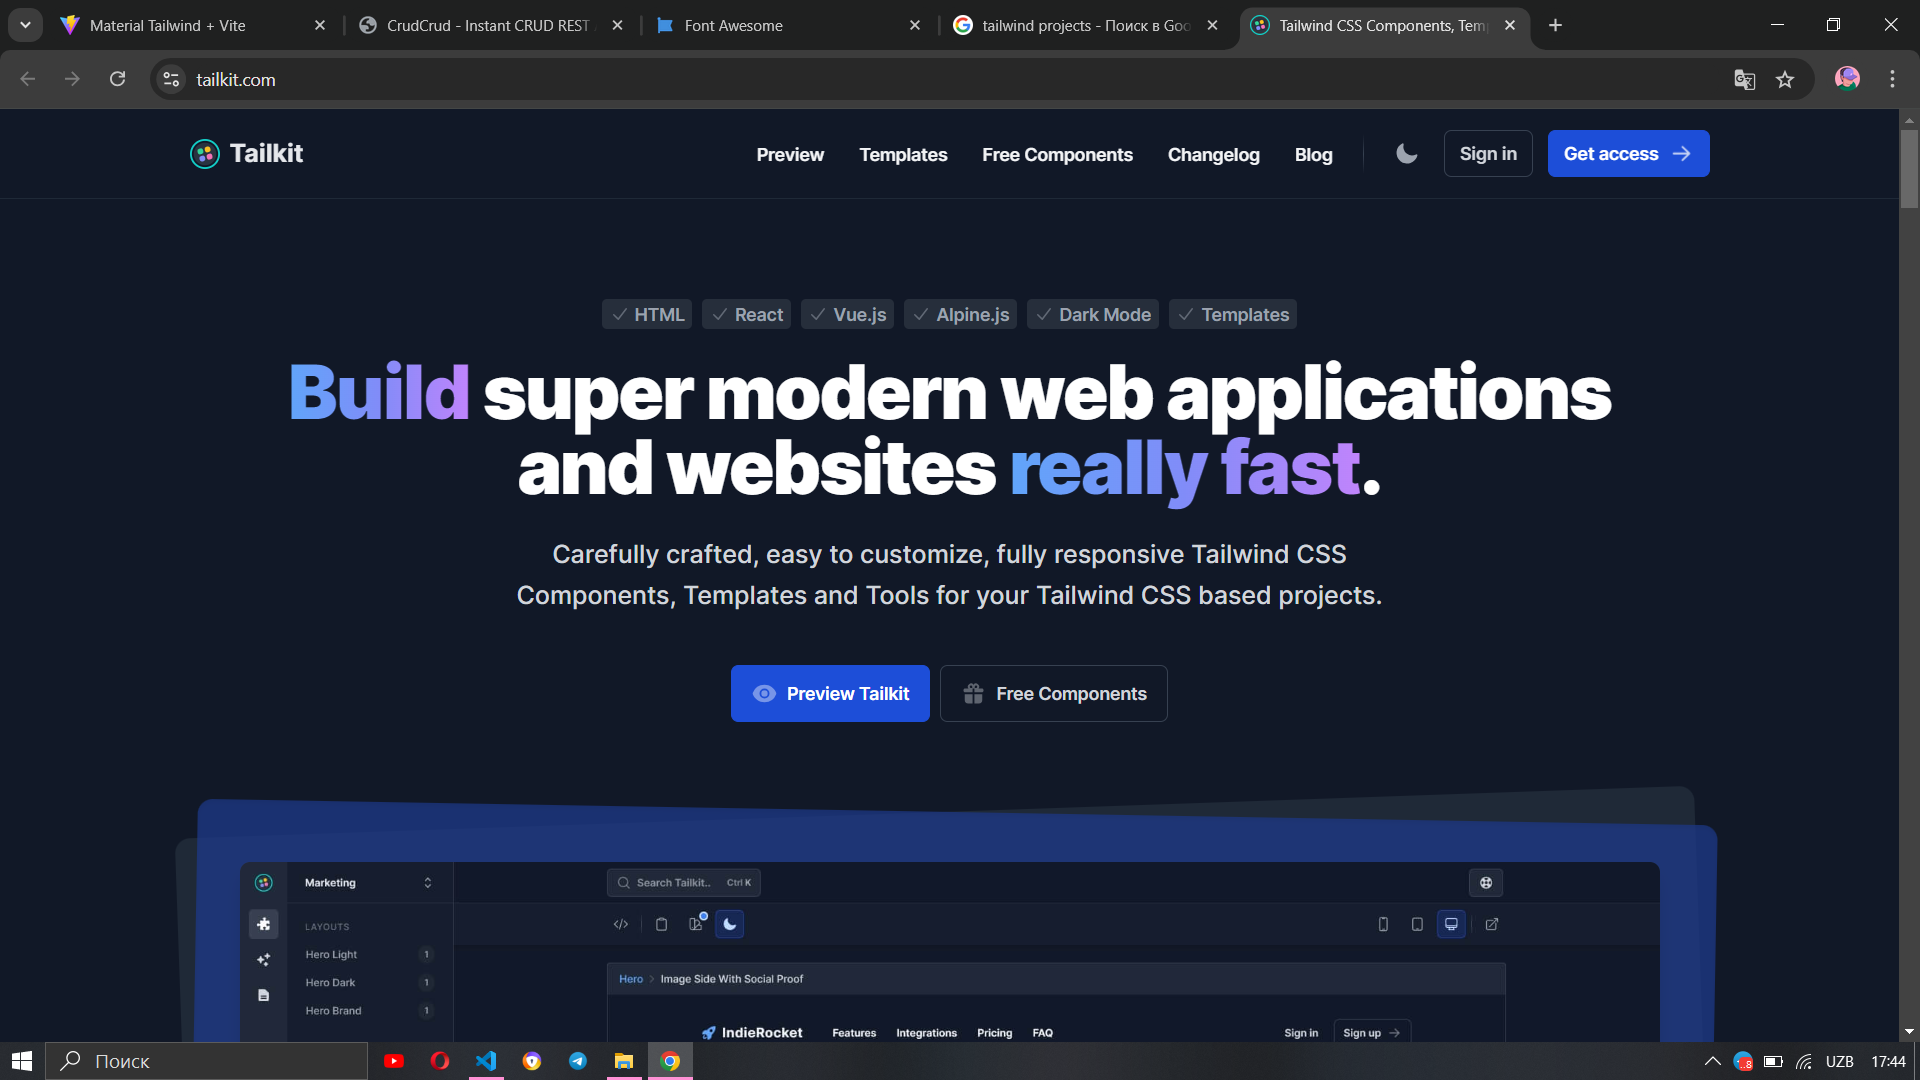 Material Tailwind + Vite
CrudCrud - Instant CRUD REST
Font Awesome
tailwind projects - Поиск в Goo
Tailwind CSS Components, Tem
tailkit.com
Tailkit
Preview
Templates
Free Components
Changelog
Blog
Sign in
Get access
HTML
React
Vue.js
Alpine.js
Dark Mode
Templates
Build super modern web applications
and websites really fast.
Carefully crafted, easy to customize, fully responsive Tailwind CSS
Components, Templates and Tools for your Tailwind CSS based projects.
Preview Tailkit
Free Components
Marketing
Search Tailkit..
Ctrl K
LAYOUTS
Hero Light 1
Hero Dark 1
Hero Brand 1
Hero > Image Side With Social Proof
IndieRocket
Features
Integrations
Pricing
FAQ
Sign in
Sign up
Поиск
UZB
17:44